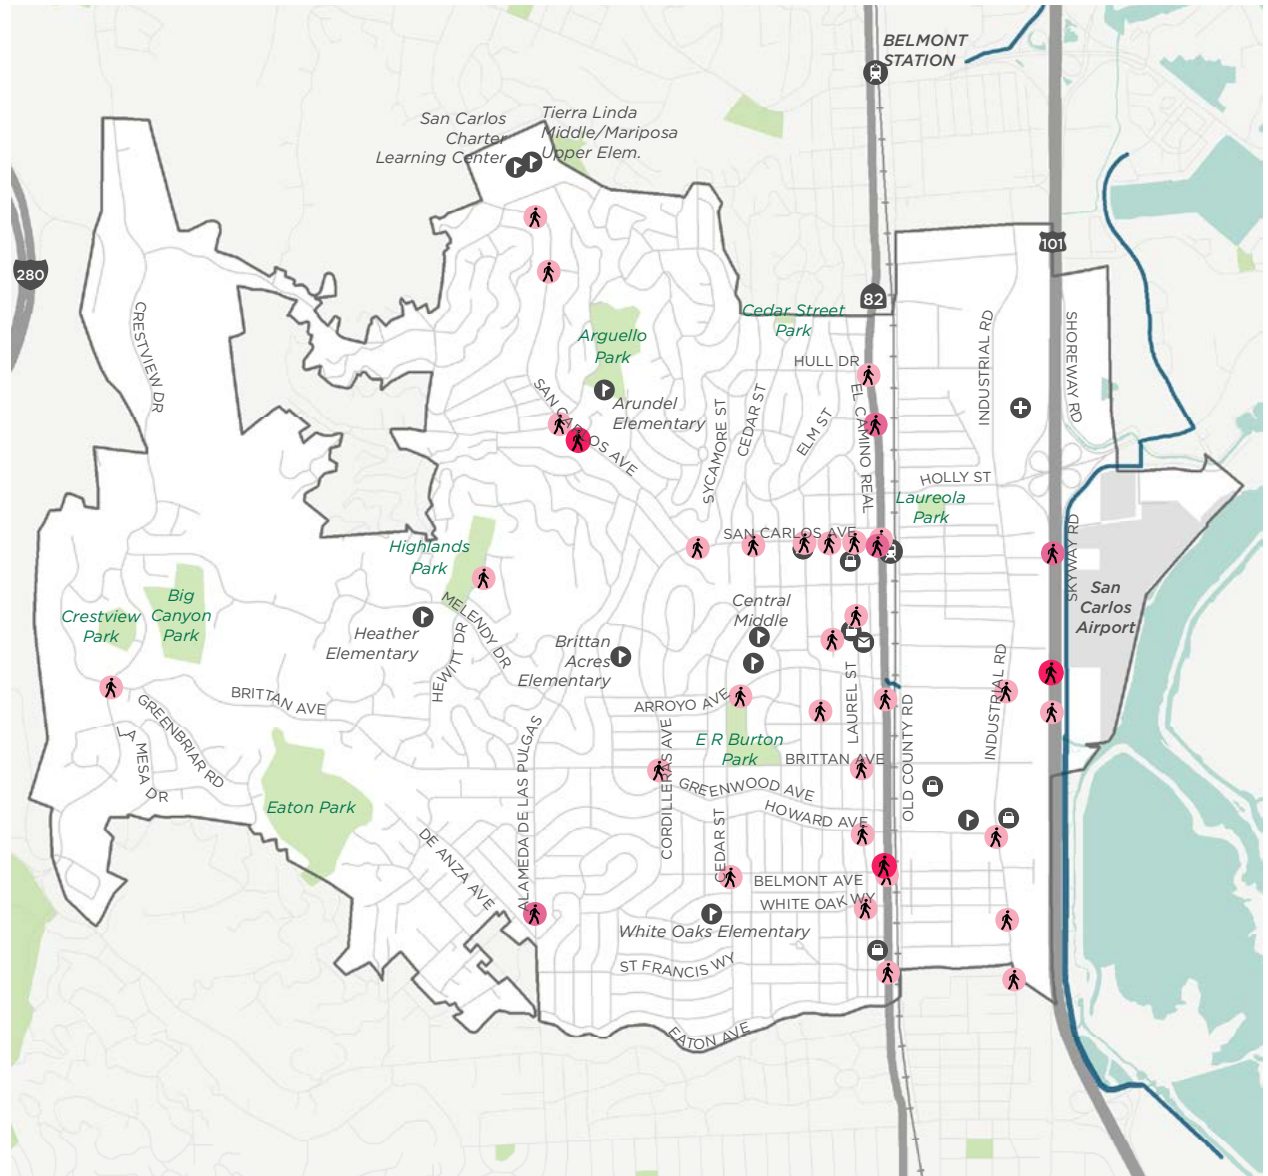 BELMONT
STATION
San Carlos
Charter
Learning Center
Tierra Linda
Middle/Mariposa
Upper Elem.
101
280
82
CRESTVIEW DR
Arguello
Park
Cedar Street
Park
HULL DR
INDUSTRIAL RD
SHOREWAY RD
SAN CARLOS AVE
Arundel
Elementary
SYCAMORE ST
CEDAR ST
ELM ST
EL CAMINO REAL
HOLLY ST
Laureola
Park
SAN CARLOS AVE
SKYWAY RD
Highlands
Park
Big
Canyon
Park
Crestview
Park
Heather
Elementary
MELENDY DR
HEWITT DR
Brittan
Acres
Elementary
Central
Middle
San
Carlos
Airport
BRITTAN AVE
GREENBRIAR RD
LA MESA DR
ARROYO AVE
LAUREL ST
OLD COUNTY RD
INDUSTRIAL RD
ALAMEDA DE LAS PULGAS
CORDILLERAS AVE
E R Burton
Park
BRITTAN AVE
GREENWOOD AVE
HOWARD AVE
Eaton Park
DE ANZA AVE
CEDAR ST
BELMONT AVE
WHITE OAK WY
White Oaks Elementary
ST FRANCIS WY
EATON AVE